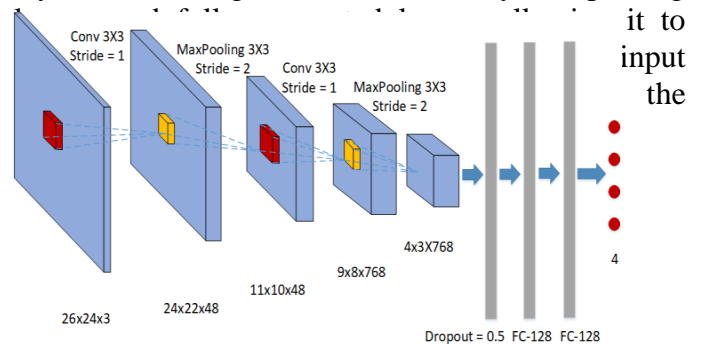 it to
input
the
Conv 3X3
Stride = 1
MaxPooling 3X3
Stride = 2
Conv 3X3
Stride = 1
MaxPooling 3X3
Stride = 2
26x24x3
24x22x48
11x10x48
9x8x768
4x3X768
4
Dropout = 0.5 FC-128 FC-128